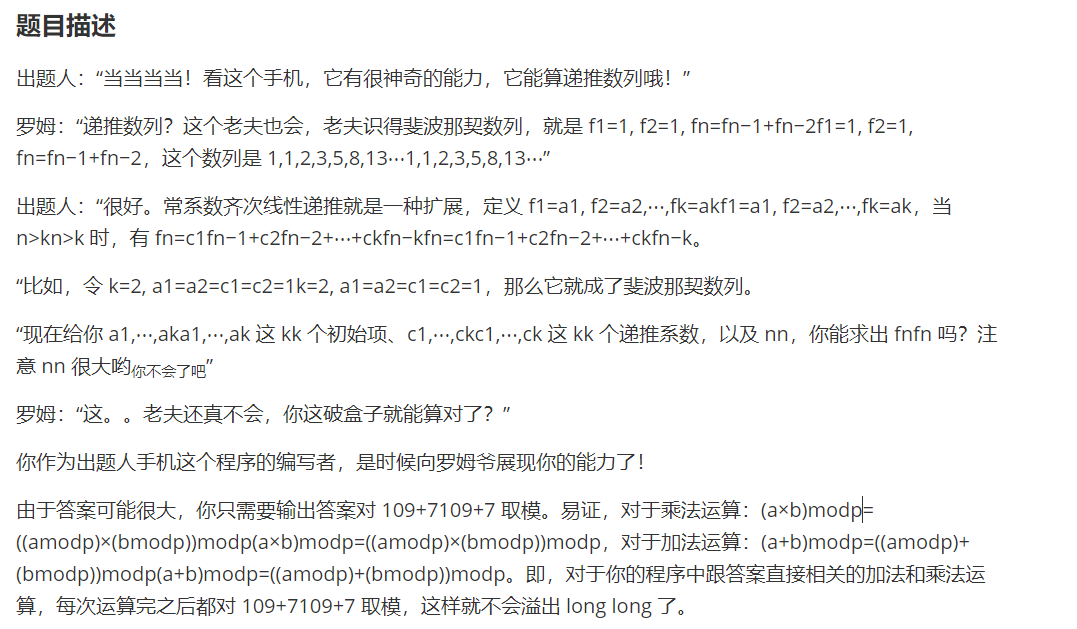 题目描述
出题人：“当当当当！看这个手机，它有很神奇的能力，它能算递推数列哦！”
罗姆：“递推数列？这个老夫也会，老夫识得斐波那契数列，就是 f1=1, f2=1, fn=fn−1+fn−2f1=1, f2=1,
fn=fn−1+fn−2，这个数列是 1,1,2,3,5,8,13⋯1,1,2,3,5,8,13⋯”
出题人：“很好。常系数齐次线性递推就是一种扩展，定义 f1=a1, f2=a2,⋯,fk=akf1=a1, f2=a2,⋯,fk=ak，当
n>kn>k 时，有 fn=c1fn−1+c2fn−2+⋯+ckfn−kfn=c1fn−1+c2fn−2+⋯+ckfn−k。
“比如，令 k=2, a1=a2=c1=c2=1k=2, a1=a2=c1=c2=1，那么它就成了斐波那契数列。
“现在给你 a1,⋯,aka1,⋯,ak 这 kk 个初始项、c1,⋯,ckc1,⋯,ck 这 kk 个递推系数，以及 nn，你能求出 fnfn 吗？注
意 nn 很大哟你不会了吧”
罗姆：“这。。老夫还真不会，你这破盒子就能算对了？”
你作为出题人手机这个程序的编写者，是时候向罗姆爷展现你的能力了！
由于答案可能很大，你只需要输出答案对 109+7109+7 取模。易证，对于乘法运算：(a×b)modp=
((amodp)×(bmodp))modp(a×b)modp=((amodp)×(bmodp))modp，对于加法运算：(a+b)modp=((amodp)+
(bmodp))modp(a+b)modp=((amodp)+(bmodp))modp。即，对于你的程序中跟答案直接相关的加法和乘法运
算，每次运算完之后都对 109+7109+7 取模，这样就不会溢出 long long 了。